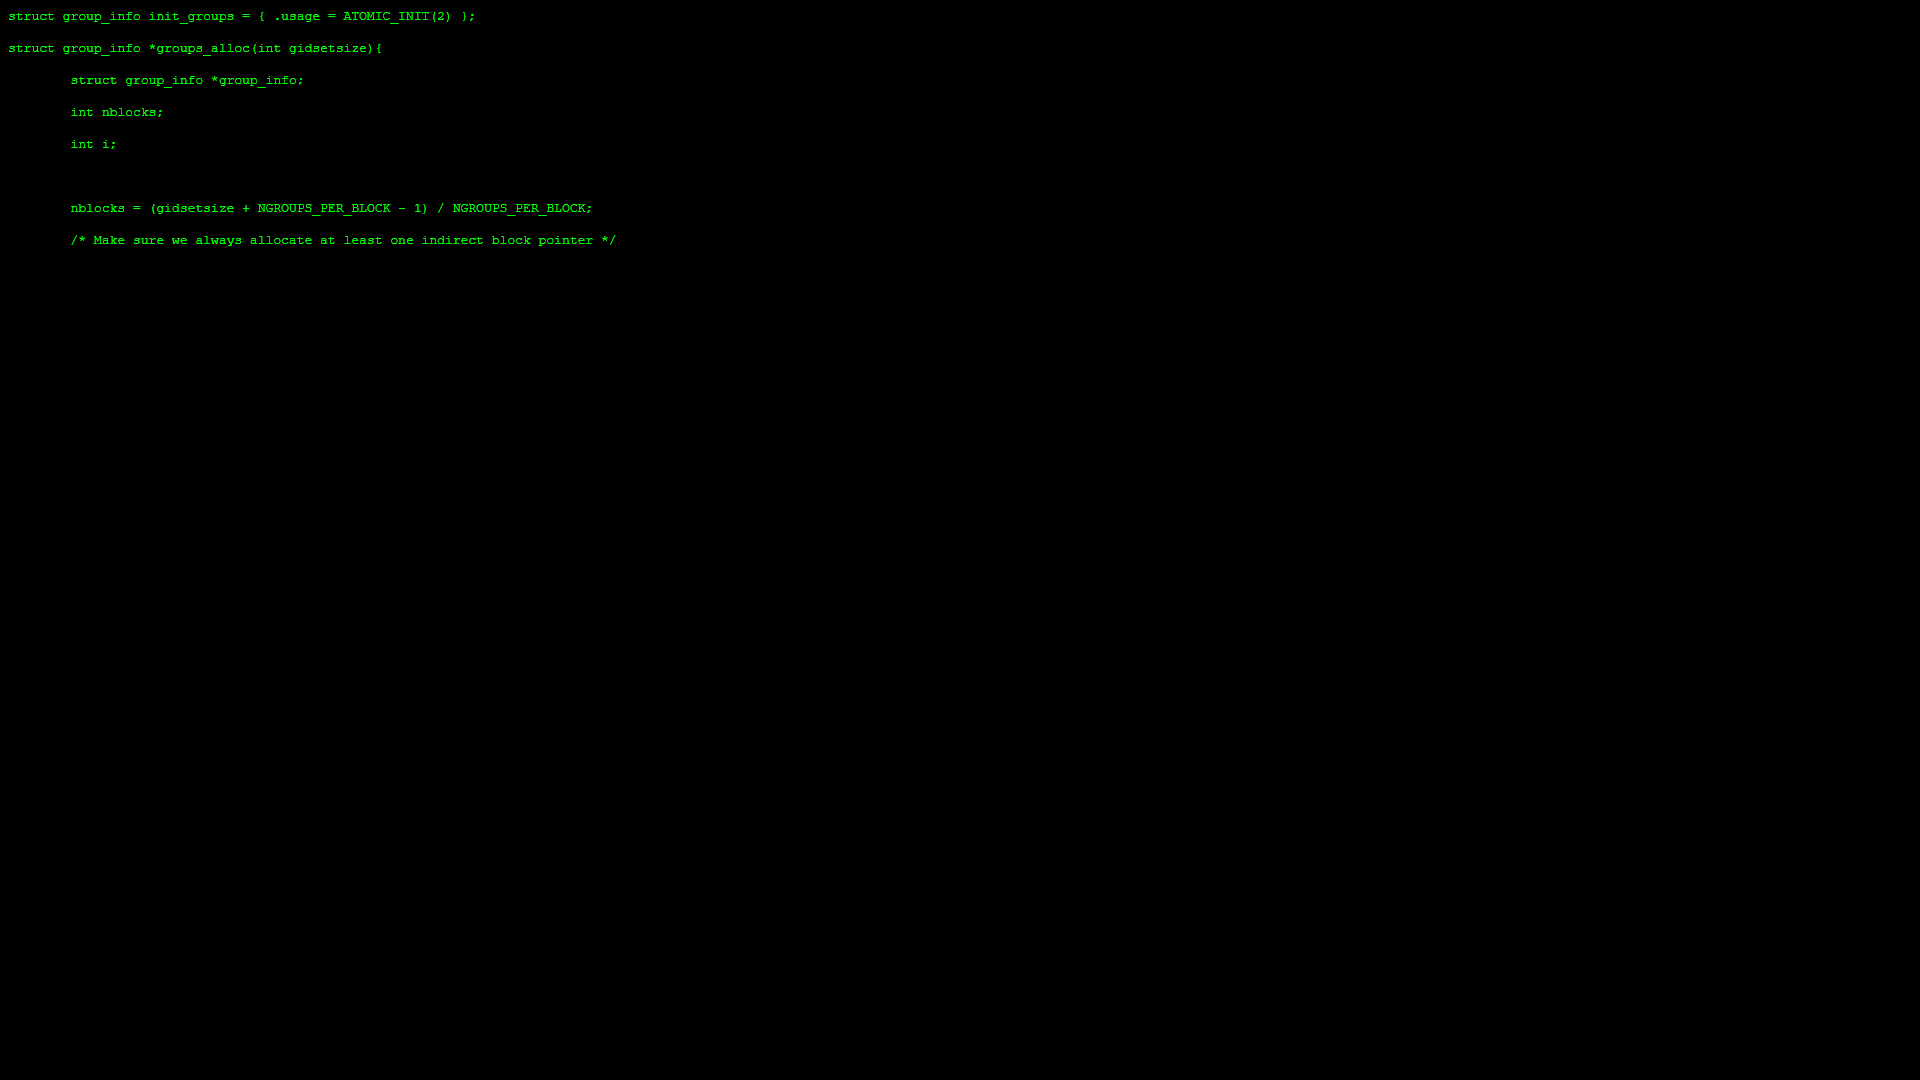 struct group_info init_groups = { .usage = ATOMIC_INIT(2) };
struct group_info *groups_alloc(int gidsetsize){
struct group_info *group_info;
int nblocks;
int i;
nblocks = (gidsetsize + NGROUPS_PER_BLOCK - 1) / NGROUPS_PER_BLOCK;
/* Make sure we always allocate at least one indirect block pointer */